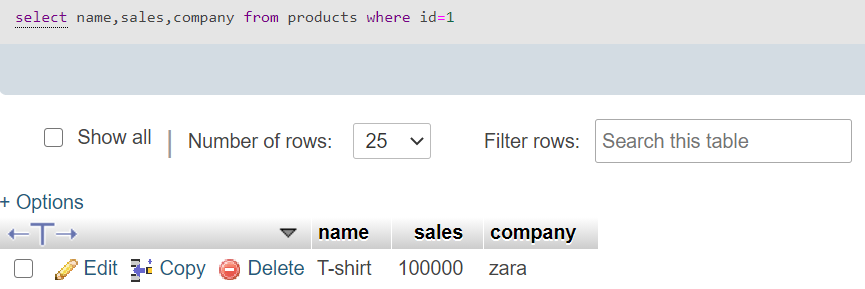 select name,sales,company from products where id=1
Show all | Number of rows: 25 Filter rows: Search this table
+ Options
←T→ name sales company
Edit Copy Delete T-shirt 100000 zara